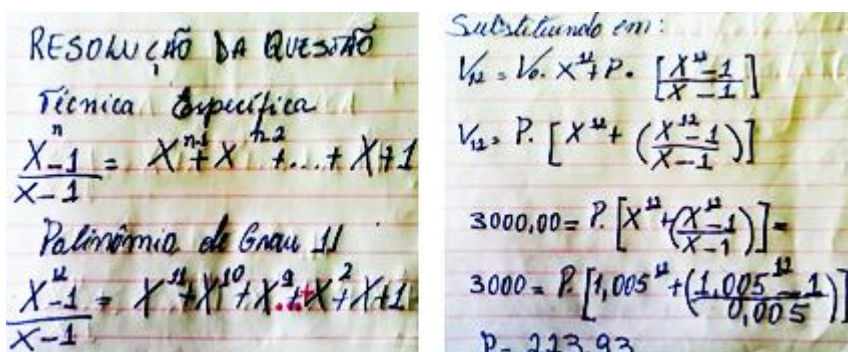 RESOLUÇÃO DA QUESTÃO
Técnica Específica
(Xⁿ-1)/(X-1) = Xⁿ⁻¹+Xⁿ⁻²+...+X+1
Polinômio de Grau 11
(X¹²-1)/(X-1) = X¹¹+X¹⁰+X⁹+...+X²+X+1
Substituindo em:
V₁₂ = V₀. X¹²+P. [(X¹²-1)/(X-1)]
V₁₂ = P. [X¹²+((X¹²-1)/(X-1))]
3000,00 = P. [X¹²+((X¹²-1)/(X-1))] =
3000 = P. [1,005¹²+((1,005¹²-1)/0,005)]
P= 223,93